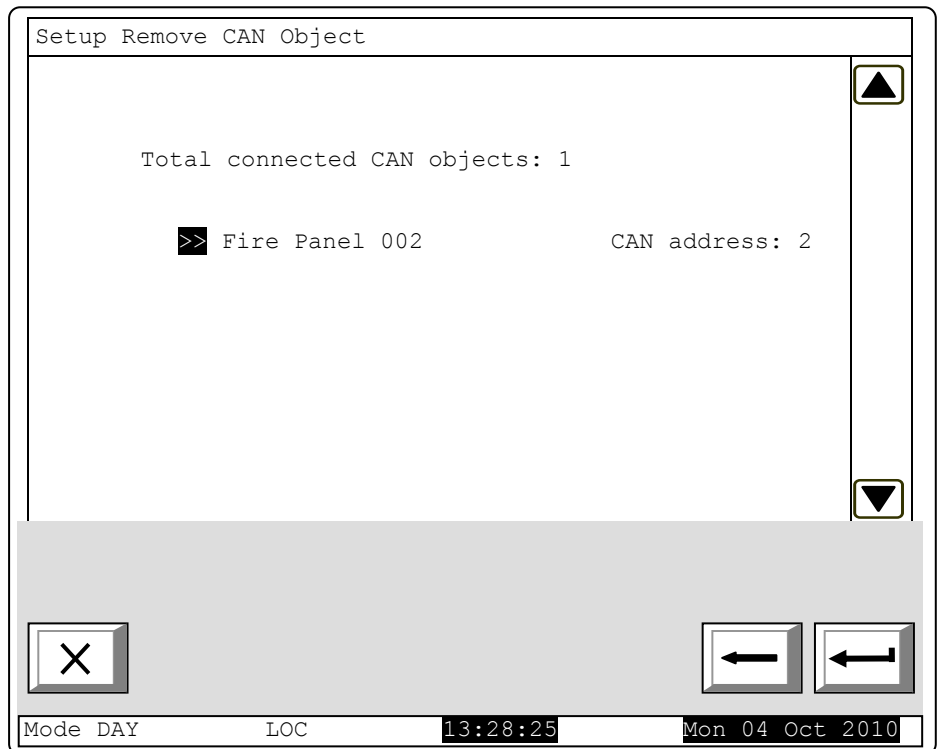 Setup Remove CAN Object
Total connected CAN objects: 1
>> Fire Panel 002 CAN address: 2
Mode DAY LOC 13:28:25 Mon 04 Oct 2010